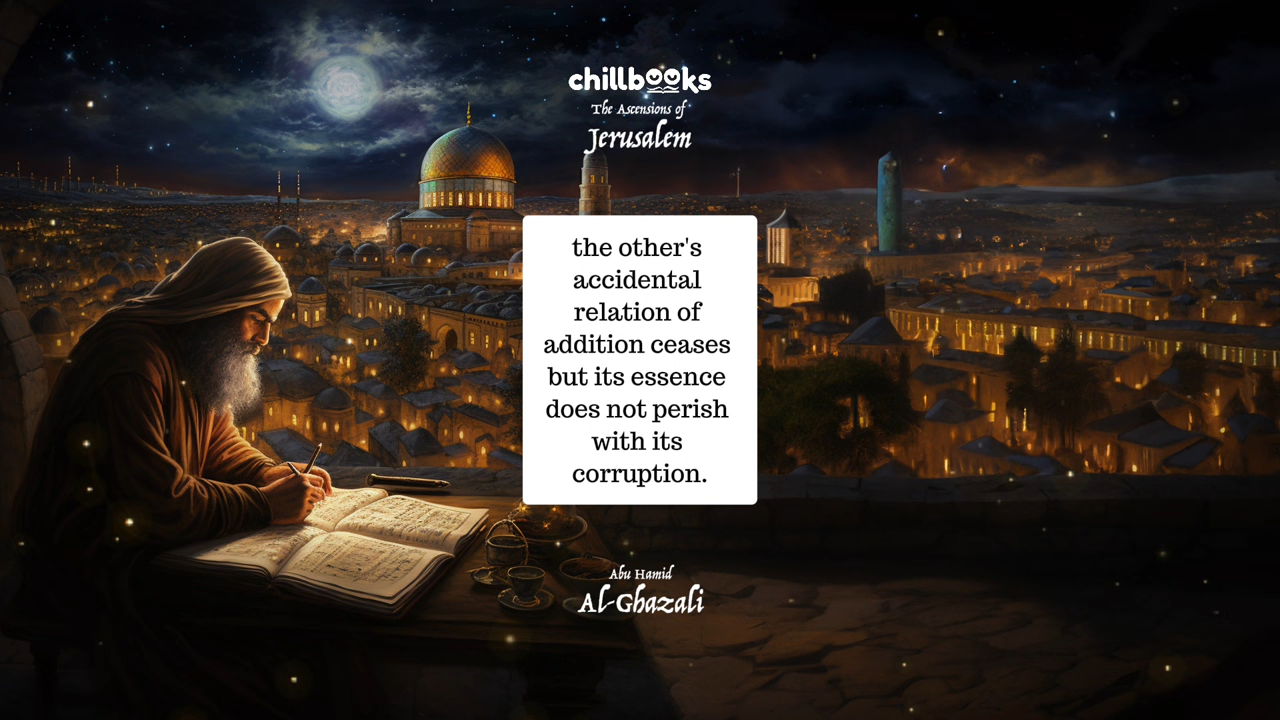 chillbooks
The Ascensions of
Jerusalem
the other's
accidental
relation of
addition ceases
but its essence
does not perish
with its
corruption.
Abu Hamid
Al-Ghazali